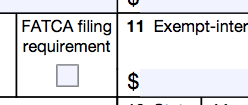 $
FATCA filing
requirement
11 Exempt-inter
$